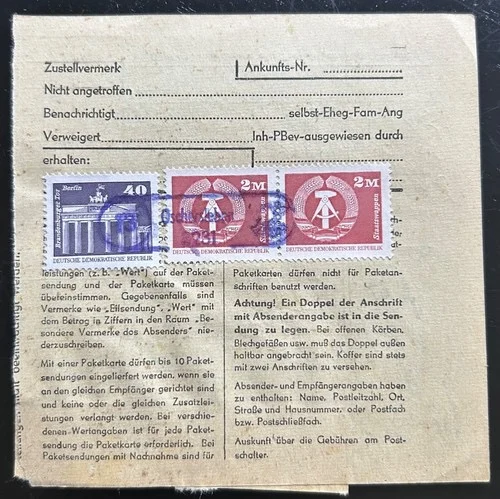 Zustellvermerk
Ankunfts-Nr.
Nicht angetroffen
Benachrichtigt selbst-Eheg-Fam-Ang
Verweigert Inh-PBev-ausgewiesen durch
erhalten:
Berlin 40
Brandenburger Tor
DEUTSCHE DEMOKRATISCHE REPUBLIK
2M
Staatswappen
DEUTSCHE DEMOKRATISCHE REPUBLIK
2M
Staatswappen
DEUTSCHE DEMOKRATISCHE REPUBLIK
leistungen (z. b. „Wert") auf der Paket-
sendung und der Paketkarte müssen
übereinstimmen. Gegebenenfalls sind
Vermerke wie „Eilsendung", „Wert" mit
dem Betrag in Ziffern in den Raum „Be-
sondere Vermerke des Absenders" nie-
derzuschreiben.
Mit einer Paketkarte dürfen bis 10 Paket-
sendungen eingeliefert werden, wenn sie
an den gleichen Empfänger gerichtet sind
und keine oder die gleichen Zusatzlei-
stungen verlangt werden. Bei verschie-
denen Wertangaben ist für jede Paket-
sendung die Paketkarte erforderlich. Bei
Paketsendungen mit Nachnahme sind für
Paketkarten dürfen nicht für Paketan-
schriften benutzt werden.
Achtung! Ein Doppel der Anschrift
mit Absenderangabe ist in die Sen-
dung zu legen. Bei offenen Körben,
Blechgefäßen usw. muß das Doppel außen
haltbar angebracht sein. Koffer sind stets
mit zwei Anschriften zu versehen.
Absender- und Empfängerangaben haben
zu enthalten: Name, Postleitzahl, Ort,
Straße und Hausnummer, oder Postfach
bzw. Postschließfach.
Auskunft über die Gebühren am Post-
schalter.